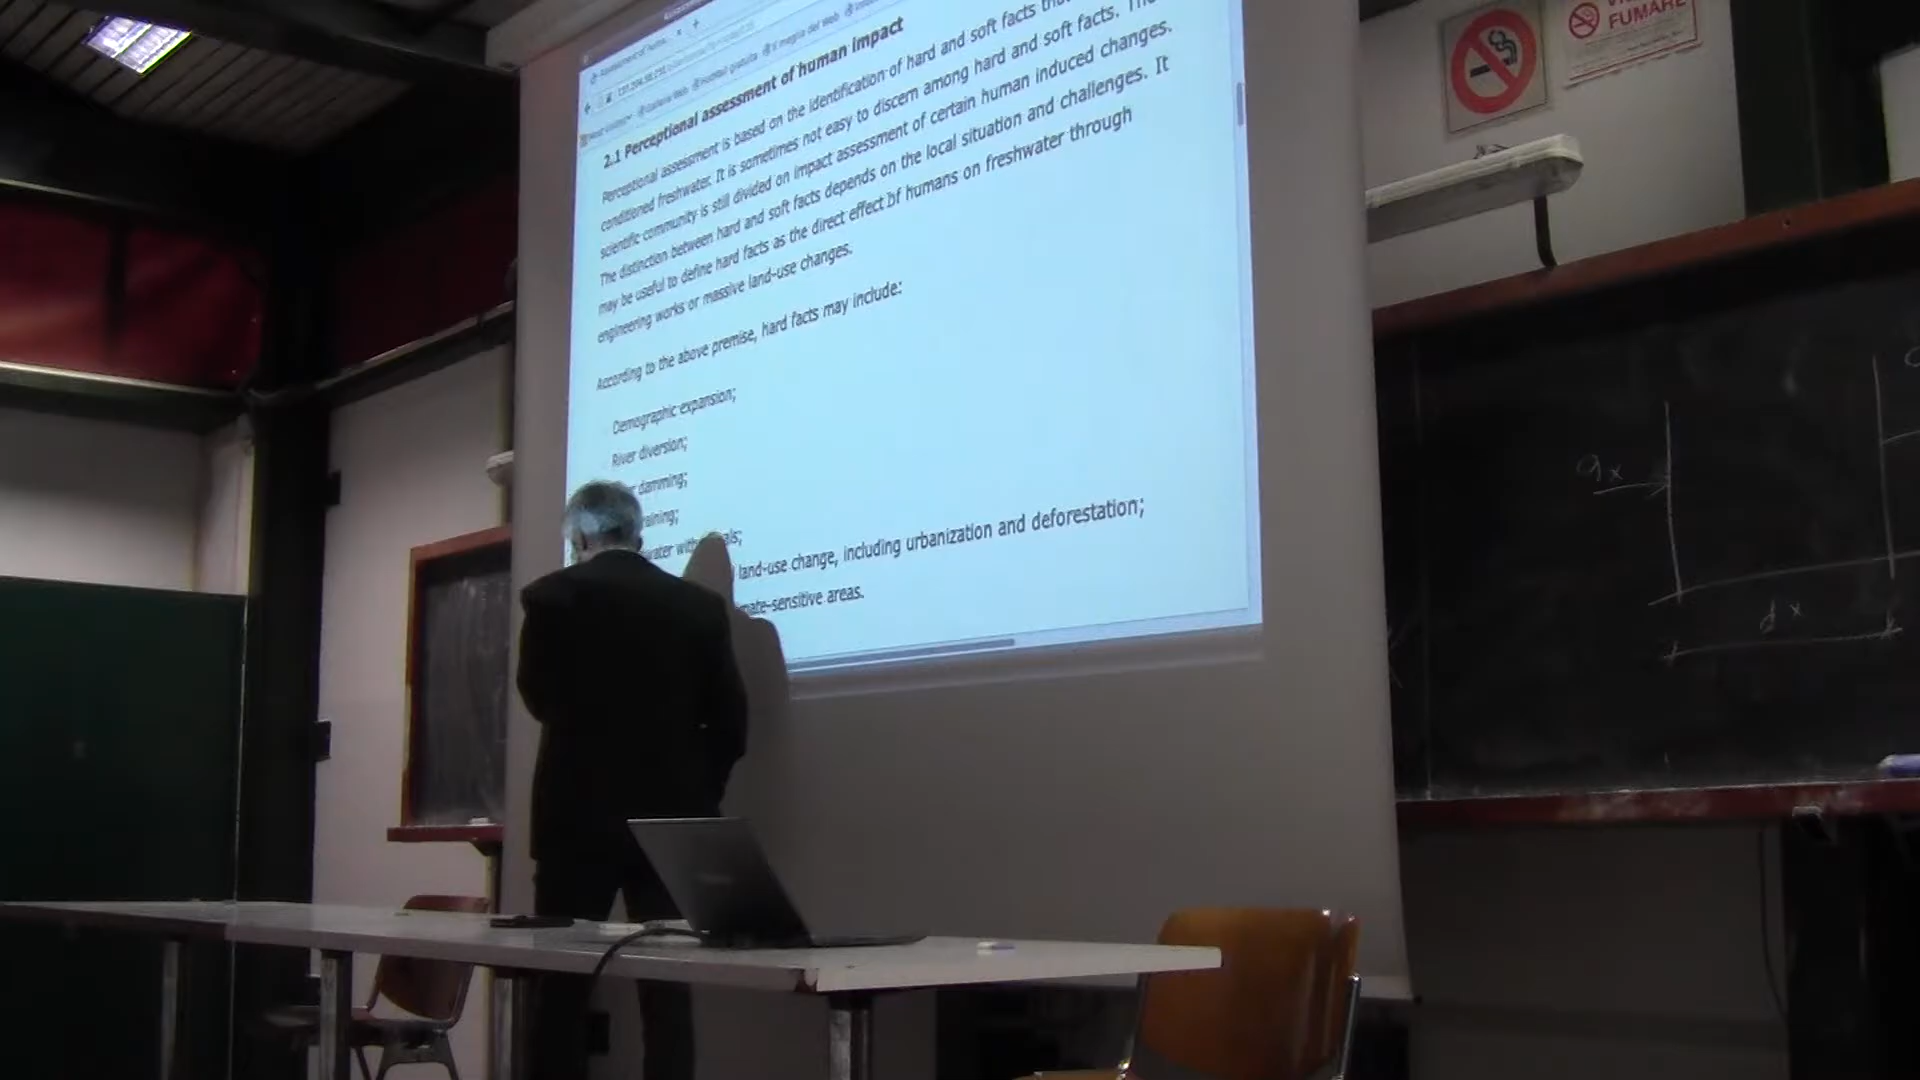 2.1 Perceptional assessment of human impact
Perceptional assessment is based on the identification of hard and soft facts
conditioned freshwater. It is sometimes not easy to discern among hard and soft facts. The
scientific community is still divided on impact assessment of certain human induced changes.
The distinction between hard and soft facts depends on the local situation and challenges. It
may be useful to define hard facts as the direct effect of humans on freshwater through
engineering works or massive land-use changes.
According to the above premise, hard facts may include:
Demographic expansion;
River diversion;
damming;
water
land-use change, including urbanization and deforestation;
mate-sensitive areas.
FUMARE
qx
dx